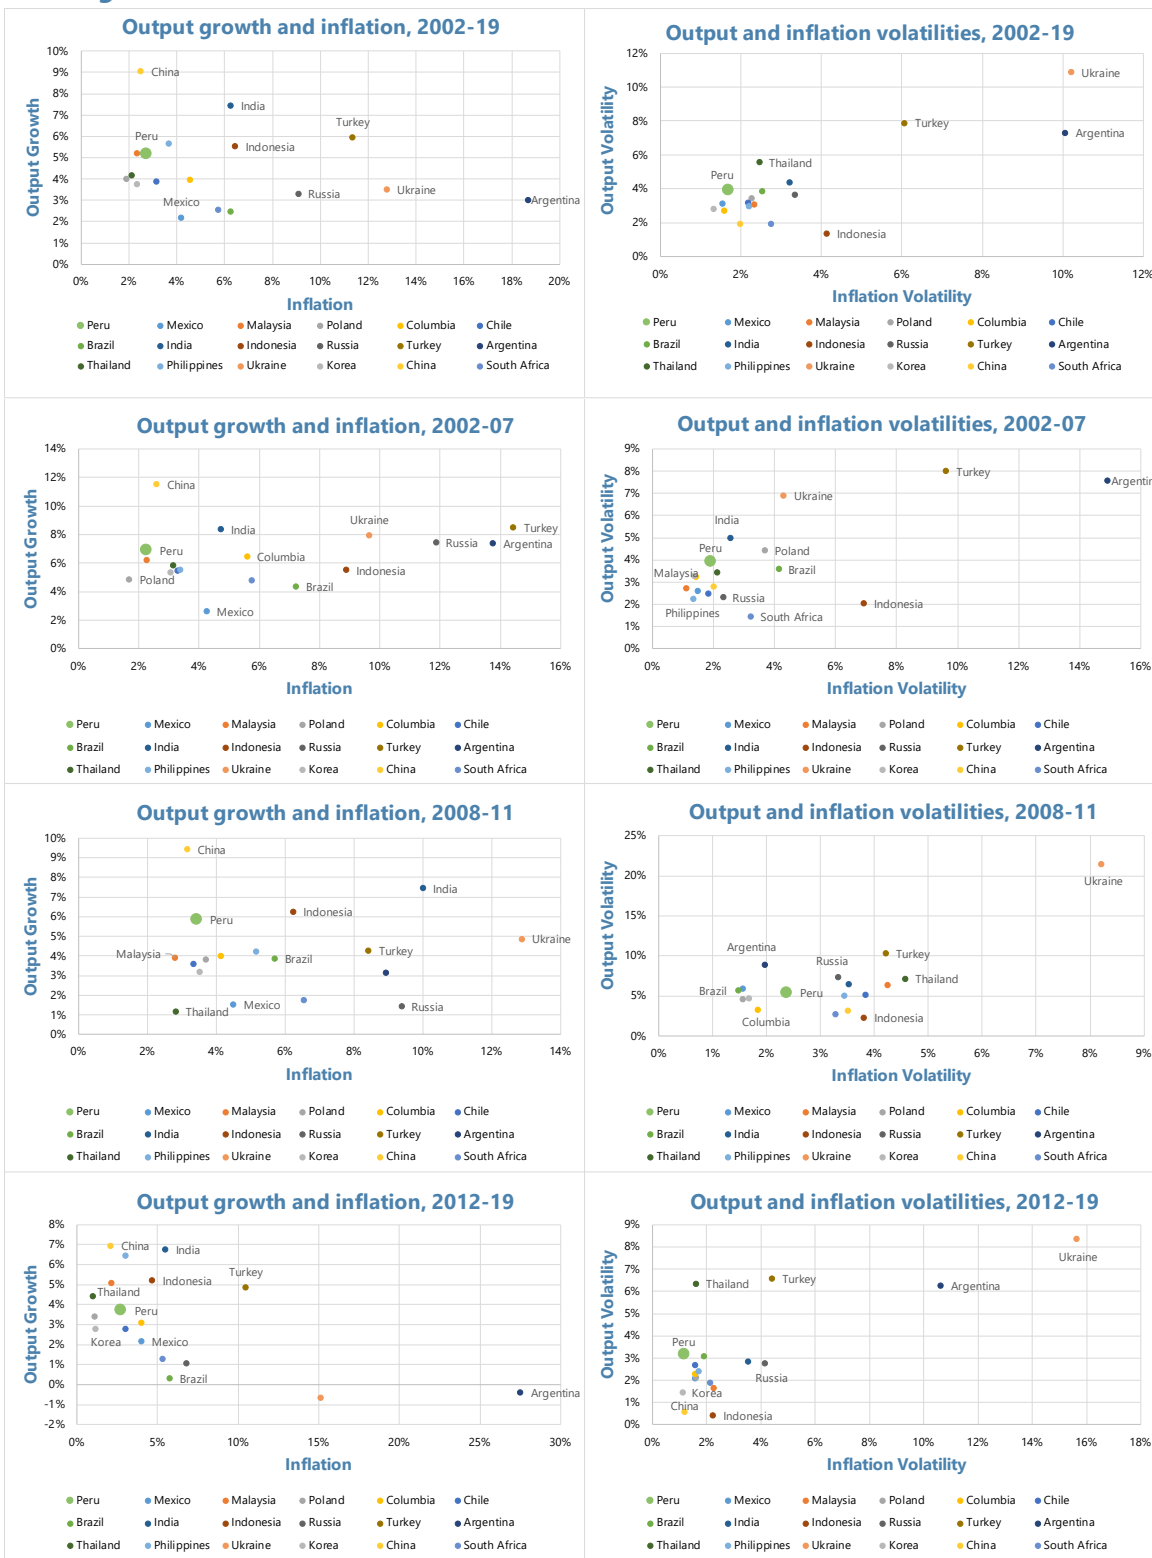 Output growth and inflation, 2002-19
10%
9%
8%
7%
6%
5%
4%
3%
2%
1%
0%
Output Growth
China
India
Turkey
Peru
Indonesia
Mexico
Russia
Ukraine
Argentina
0% 2% 4% 6% 8% 10% 12% 14% 16% 18% 20%
Inflation
Peru Mexico Malaysia Poland Columbia Chile
Brazil India Indonesia Russia Turkey Argentina
Thailand Philippines Ukraine Korea China South Africa
Output and inflation volatilities, 2002-19
12%
10%
8%
6%
4%
2%
0%
Output Volatility
Ukraine
Turkey
Argentina
Thailand
Peru
Indonesia
0% 2% 4% 6% 8% 10% 12%
Inflation Volatility
Peru Mexico Malaysia Poland Columbia Chile
Brazil India Indonesia Russia Turkey Argentina
Thailand Philippines Ukraine Korea China South Africa
Output growth and inflation, 2002-07
14%
12%
10%
8%
6%
4%
2%
0%
Output Growth
China
Ukraine
India
Turkey
Russia Argentina
Peru
Columbia
Indonesia
Poland
Brazil
Mexico
0% 2% 4% 6% 8% 10% 12% 14% 16%
Inflation
Peru Mexico Malaysia Poland Columbia Chile
Brazil India Indonesia Russia Turkey Argentina
Thailand Philippines Ukraine Korea China South Africa
Output and inflation volatilities, 2002-07
9%
8%
7%
6%
5%
4%
3%
2%
1%
0%
Output Volatility
Turkey
Argentin
Ukraine
India
Peru
Poland
Malaysia
Brazil
Russia
Philippines
Indonesia
South Africa
0% 2% 4% 6% 8% 10% 12% 14% 16%
Inflation Volatility
Peru Mexico Malaysia Poland Columbia Chile
Brazil India Indonesia Russia Turkey Argentina
Thailand Philippines Ukraine Korea China South Africa
Output growth and inflation, 2008-11
10%
9%
8%
7%
6%
5%
4%
3%
2%
1%
0%
Output Growth
China
India
Indonesia
Peru
Ukraine
Malaysia
Turkey
Brazil
Mexico
Russia
Thailand
0% 2% 4% 6% 8% 10% 12% 14%
Inflation
Peru Mexico Malaysia Poland Columbia Chile
Brazil India Indonesia Russia Turkey Argentina
Thailand Philippines Ukraine Korea China South Africa
Output and inflation volatilities, 2008-11
25%
20%
15%
10%
5%
0%
Output Volatility
Ukraine
Argentina
Turkey
Russia
Thailand
Brazil
Peru
Columbia
Indonesia
0% 1% 2% 3% 4% 5% 6% 7% 8% 9%
Inflation Volatility
Peru Mexico Malaysia Poland Columbia Chile
Brazil India Indonesia Russia Turkey Argentina
Thailand Philippines Ukraine Korea China South Africa
Output growth and inflation, 2012-19
8%
7%
6%
5%
4%
3%
2%
1%
0%
-1%
-2%
Output Growth
China
India
Turkey
Indonesia
Thailand
Peru
Korea
Mexico
Brazil
Argentina
0% 5% 10% 15% 20% 25% 30%
Inflation
Peru Mexico Malaysia Poland Columbia Chile
Brazil India Indonesia Russia Turkey Argentina
Thailand Philippines Ukraine Korea China South Africa
Output and inflation volatilities, 2012-19
9%
8%
7%
6%
5%
4%
3%
2%
1%
0%
Output Volatility
Ukraine
Turkey
Thailand
Argentina
Peru
Russia
Korea
China
Indonesia
0% 2% 4% 6% 8% 10% 12% 14% 16% 18%
Inflation Volatility
Peru Mexico Malaysia Poland Columbia Chile
Brazil India Indonesia Russia Turkey Argentina
Thailand Philippines Ukraine Korea China South Africa